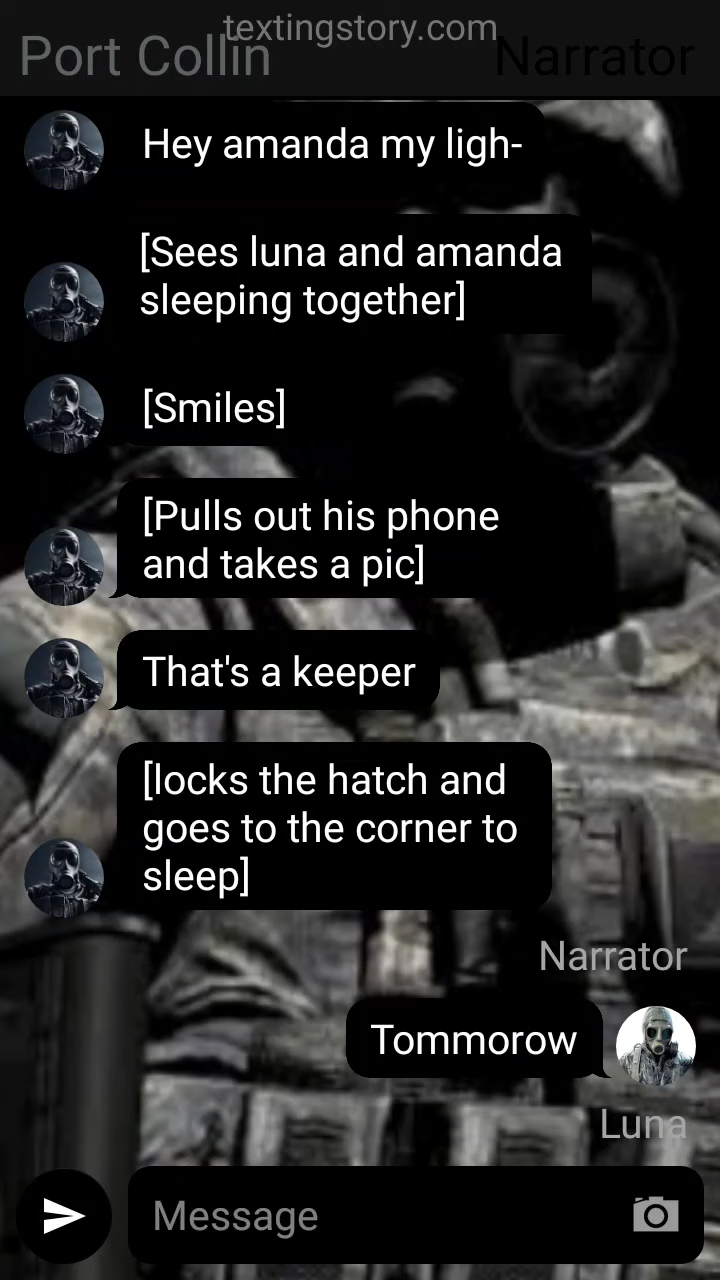 textingstory.com
Port Collin
Narrator
Hey amanda my ligh-
[Sees luna and amanda
sleeping together]
[Smiles]
[Pulls out his phone
and takes a pic]
That's a keeper
[locks the hatch and
goes to the corner to
sleep]
Narrator
Tommorow
Luna
Message